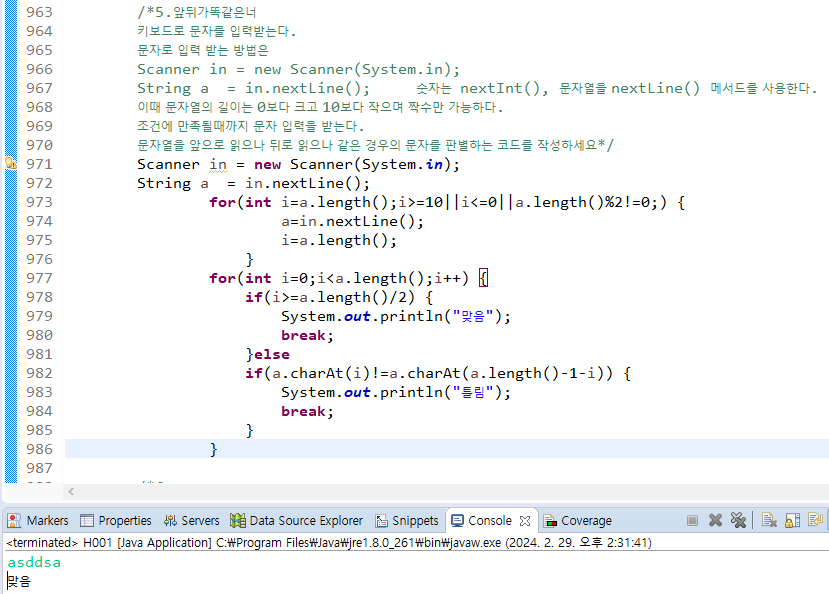 963 /*5.앞뒤가똑같은너
964 키보드로 문자를 입력받는다.
965 문자로 입력 받는 방법은
966 Scanner in = new Scanner(System.in);
967 String a  = in.nextLine();     숫자는 nextInt(), 문자열을 nextLine() 메서드를 사용한다.
968 이때 문자열의 길이는 0보다 크고 10보다 작으며 짝수만 가능하다.
969 조건에 만족될때까지 문자 입력을 받는다.
970 문자열을 앞으로 읽으나 뒤로 읽으나 같은 경우의 문자를 판별하는 코드를 작성하세요*/
971 Scanner in = new Scanner(System.in);
972 String a  = in.nextLine();
973 for(int i=a.length();i>=10||i<=0||a.length()%2!=0;) {
974 a=in.nextLine();
975 i=a.length();
976 }
977 for(int i=0;i<a.length();i++) {
978 if(i>=a.length()/2) {
979 System.out.println("맞음");
980 break;
981 }else
982 if(a.charAt(i)!=a.charAt(a.length()-1-i)) {
983 System.out.println("틀림");
984 break;
985 }
986 }
987
Markers Properties Servers Data Source Explorer Snippets Console Coverage
<terminated> H001 [Java Application] C:₩Program Files₩Java₩jre1.8.0_261₩bin₩javaw.exe (2024. 2. 29. 오후 2:31:41)
asddsa
맞음